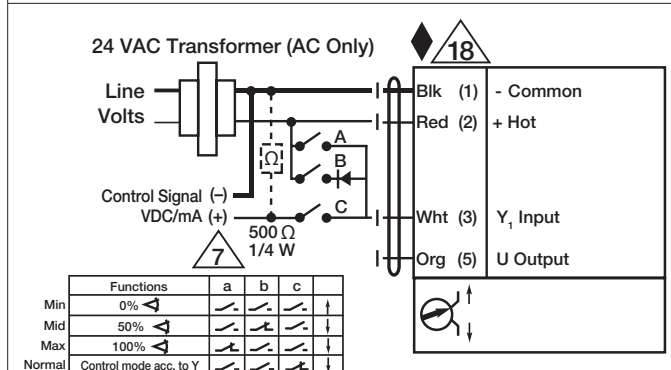 24 VAC Transformer (AC Only)
18
Line
Volts
Blk (1) - Common
Red (2) + Hot
A
Ω
B
Control Signal (–)
VDC/mA (+)
C
Wht (3) Y1 Input
500 Ω
1/4 W
7
Org (5) U Output
Functions a b c
Min 0%
Mid 50%
Max 100%
Normal Control mode acc. to Y